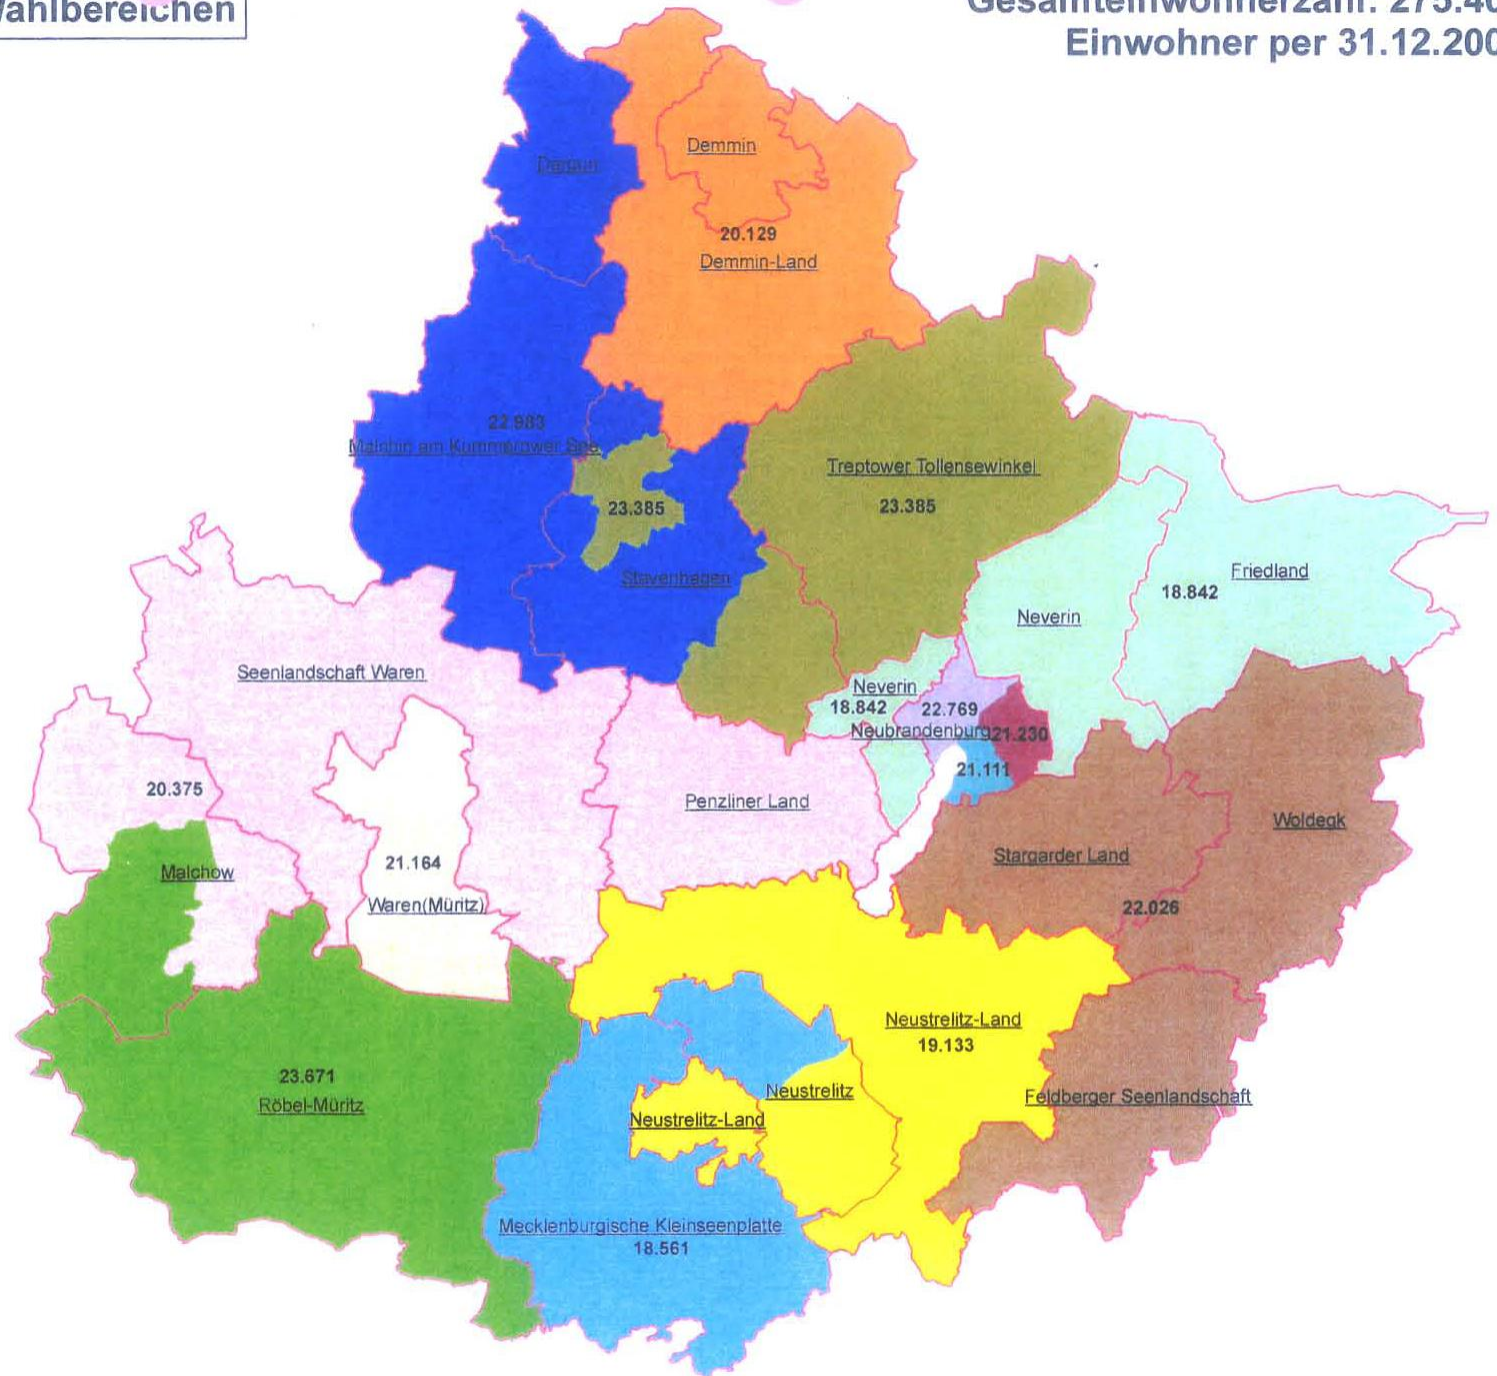 Wahlbereichen
Gesamteinwohnerzahl: 275.40
Einwohner per 31.12.200
Demmin
Dargun
20.129
Demmin-Land
22.983
Malchin am Kummerower See
Treptower Tollensewinkel
23.385
23.385
Stavenhagen
Friedland
18.842
Neverin
Seenlandschaft Waren
Neverin
18.842
22.769
Neubrandenburg
21.230
21.111
20.375
Penzliner Land
Woldegk
Stargarder Land
21.164
Malchow
Waren(Müritz)
22.026
Neustrelitz-Land
19.133
23.671
Röbel-Müritz
Neustrelitz
Feldberger Seenlandschaft
Neustrelitz-Land
Mecklenburgische Kleinseenplatte
18.561